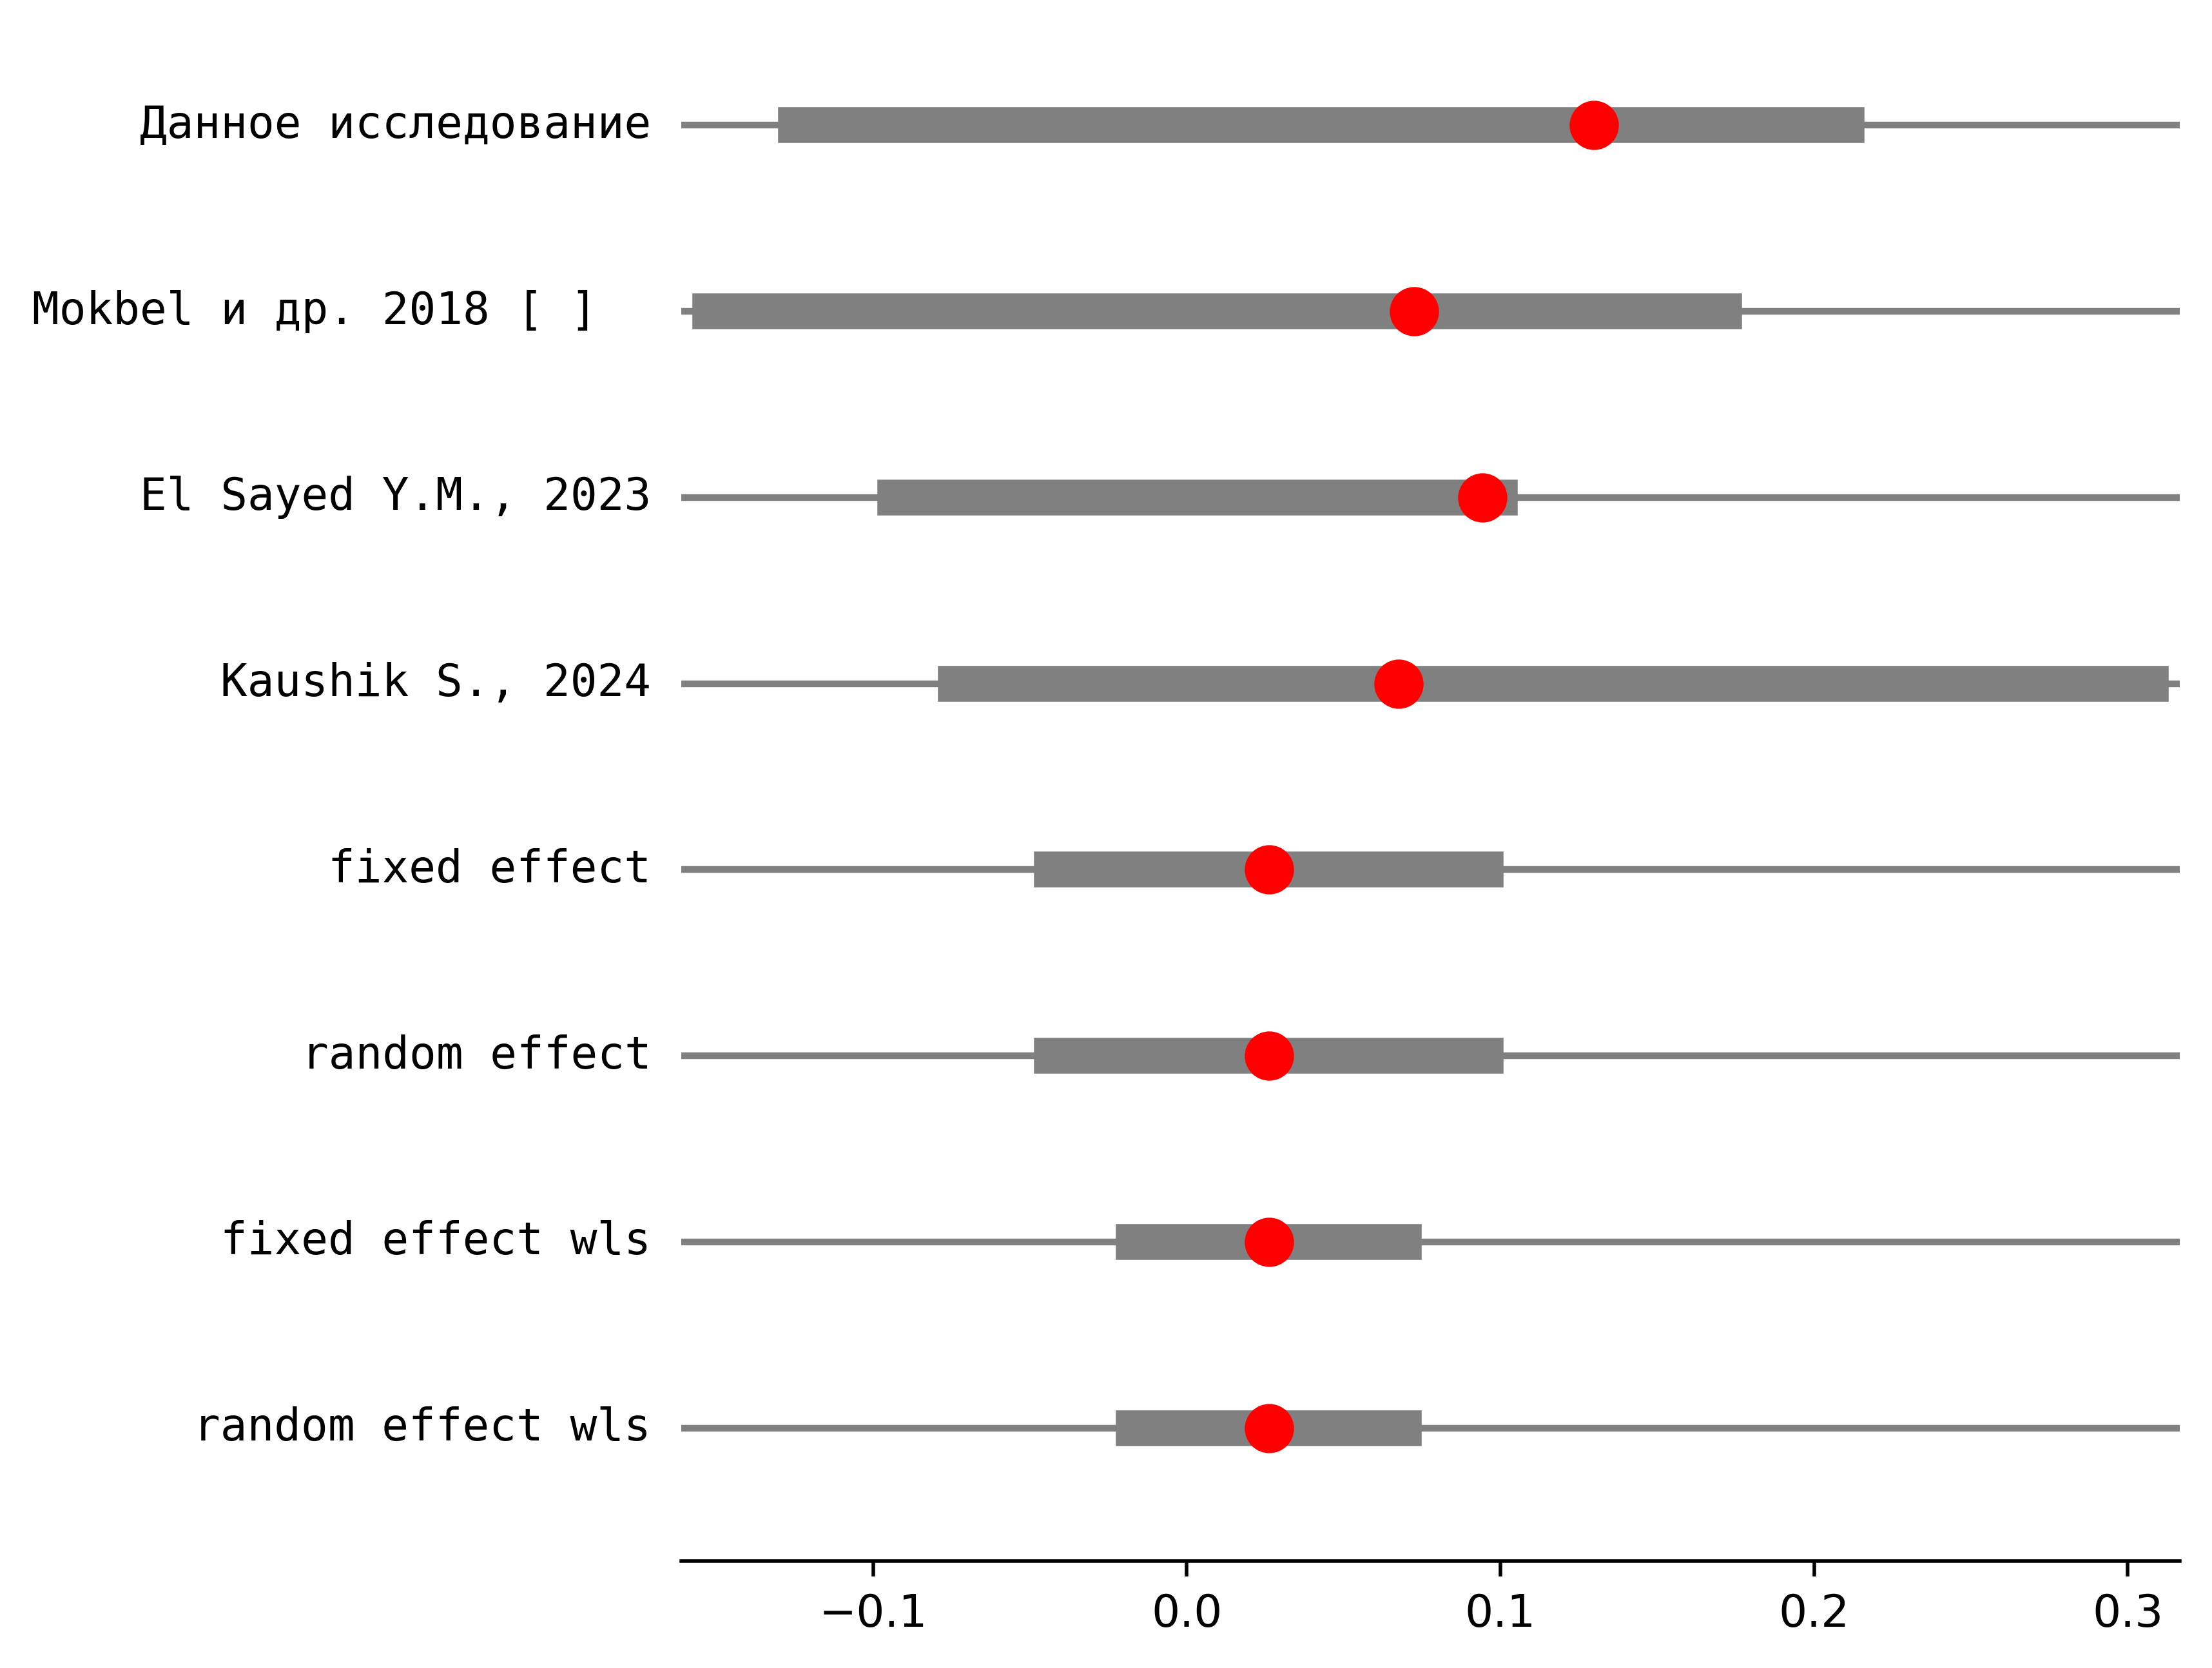 Данное исследование
Mokbel и др. 2018 [ ]
El Sayed Y.M., 2023
Kaushik S., 2024
fixed effect
random effect
fixed effect wls
random effect wls
−0.1 0.0 0.1 0.2 0.3